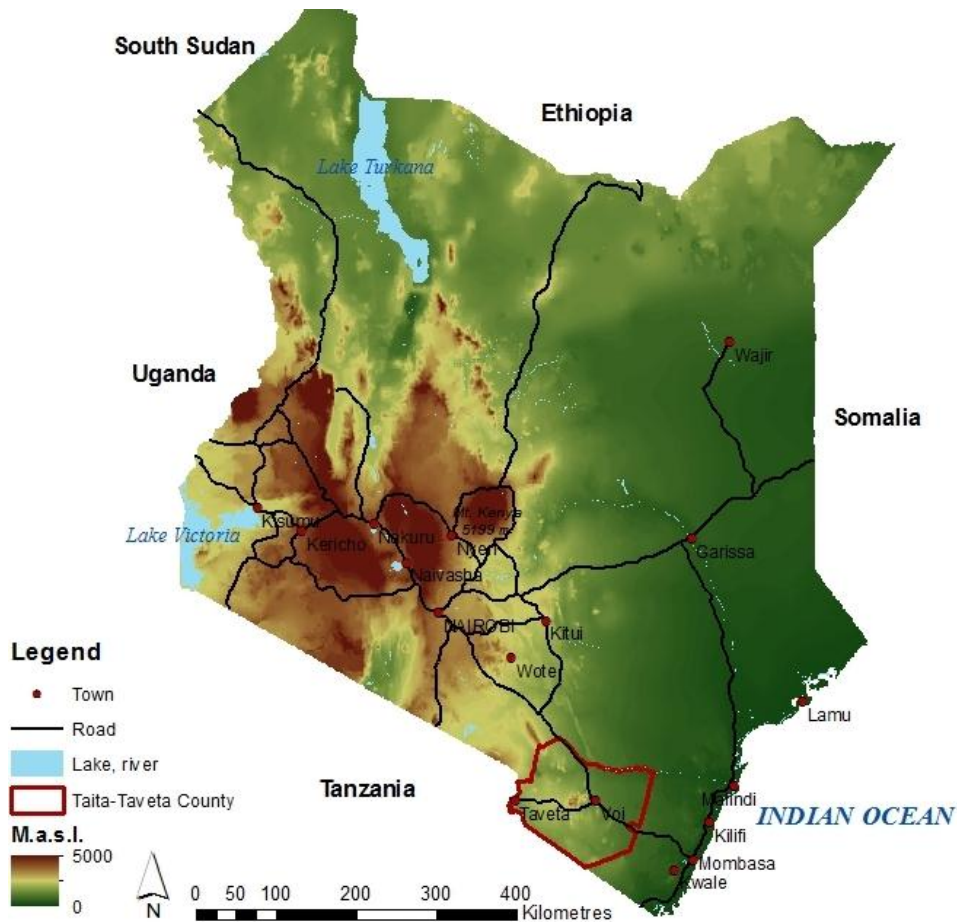 South Sudan
Ethiopia
Lake Turkana
Wajir
Uganda
Somalia
Mt. Kenya
5199 m
Kisumu
Lake Victoria
Kericho
Nakuru
Nyeri
Garissa
Naivasha
NAIROBI
Kitui
Wote
Legend
Town
Road
Lake, river
Taita-Taveta County
M.a.s.l.
5000
0
Lamu
Tanzania
Taveta
Voi
Malindi
INDIAN OCEAN
Kilifi
Mombasa
Kwale
N
0 50 100 200 300 400
Kilometres